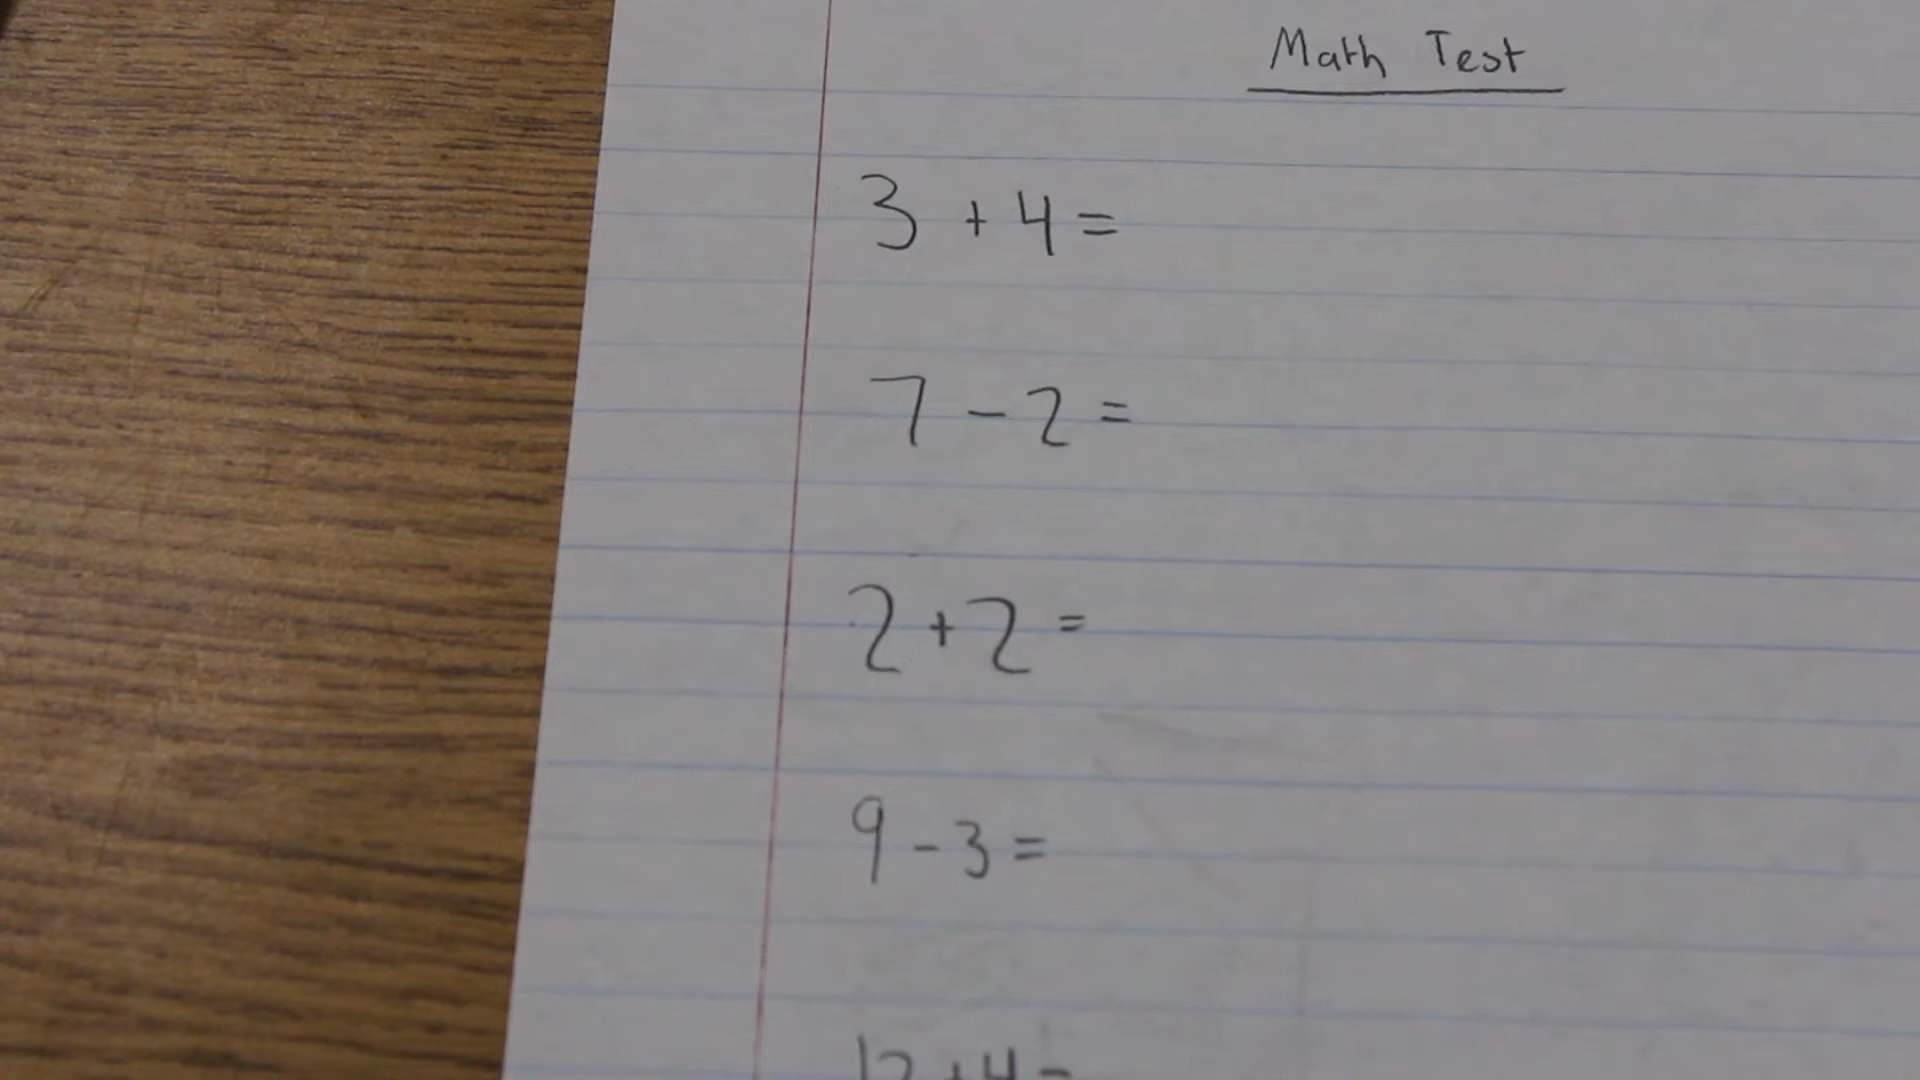 Math Test
3 + 4 =
7 - 2 =
2 + 2 =
9 - 3 =